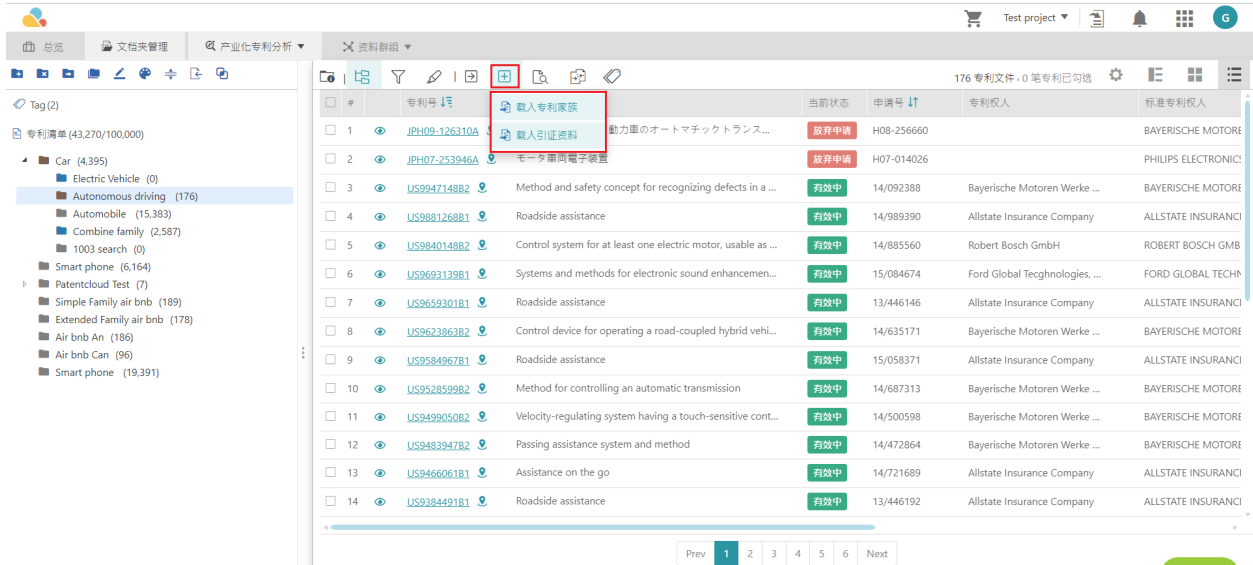 Test project ▼
G
总览
文档夹管理
产业化专利分析 ▼
资料群组 ▼
176 专利文件，0 笔专利已勾选
Tag(2)
专利清单 (43,270/100,000)
Car (4,395)
Electric Vehicle (0)
Autonomous driving (176)
Automobile (15,383)
Combine family (2,587)
1003 search (0)
Smart phone (6,164)
Patentcloud Test (7)
Simple Family air bnb (189)
Extended Family air bnb (178)
Air bnb An (186)
Air bnb Can (96)
Smart phone (19,391)
载入专利家族
载入引证资料
# 专利号 当前状态 申请号 专利权人 标准专利权人
1 JPH09-126310A 動力車のオートマチックトランス... 放弃申请 H08-256660 BAYERISCHE MOTORE
2 JPH07-253946A モータ車両電子装置 放弃申请 H07-014026 PHILIPS ELECTRONICS
3 US9947148B2 Method and safety concept for recognizing defects in a ... 有效中 14/092388 Bayerische Motoren Werke ... BAYERISCHE MOTORE
4 US9881268B1 Roadside assistance 有效中 14/989390 Allstate Insurance Company ALLSTATE INSURANCE
5 US9840148B2 Control system for at least one electric motor, usable as ... 有效中 14/885560 Robert Bosch GmbH ROBERT BOSCH GMB
6 US9693139B1 Systems and methods for electronic sound enhancemen... 有效中 15/084674 Ford Global Tecghnologies, ... FORD GLOBAL TECHN
7 US9659301B1 Roadside assistance 有效中 13/446146 Allstate Insurance Company ALLSTATE INSURANCE
8 US9623863B2 Control device for operating a road-coupled hybrid vehi... 有效中 14/635171 Bayerische Motoren Werke ... BAYERISCHE MOTORE
9 US9584967B1 Roadside assistance 有效中 15/058371 Allstate Insurance Company ALLSTATE INSURANCE
10 US9528599B2 Method for controlling an automatic transmission 有效中 14/687313 Bayerische Motoren Werke ... BAYERISCHE MOTORE
11 US9499050B2 Velocity-regulating system having a touch-sensitive cont... 有效中 14/500598 Bayerische Motoren Werke ... BAYERISCHE MOTORE
12 US9483947B2 Passing assistance system and method 有效中 14/472864 Bayerische Motoren Werke ... BAYERISCHE MOTORE
13 US9466061B1 Assistance on the go 有效中 14/721689 Allstate Insurance Company ALLSTATE INSURANCE
14 US9384491B1 Roadside assistance 有效中 13/446192 Allstate Insurance Company ALLSTATE INSURANCE
Prev 1 2 3 4 5 6 Next